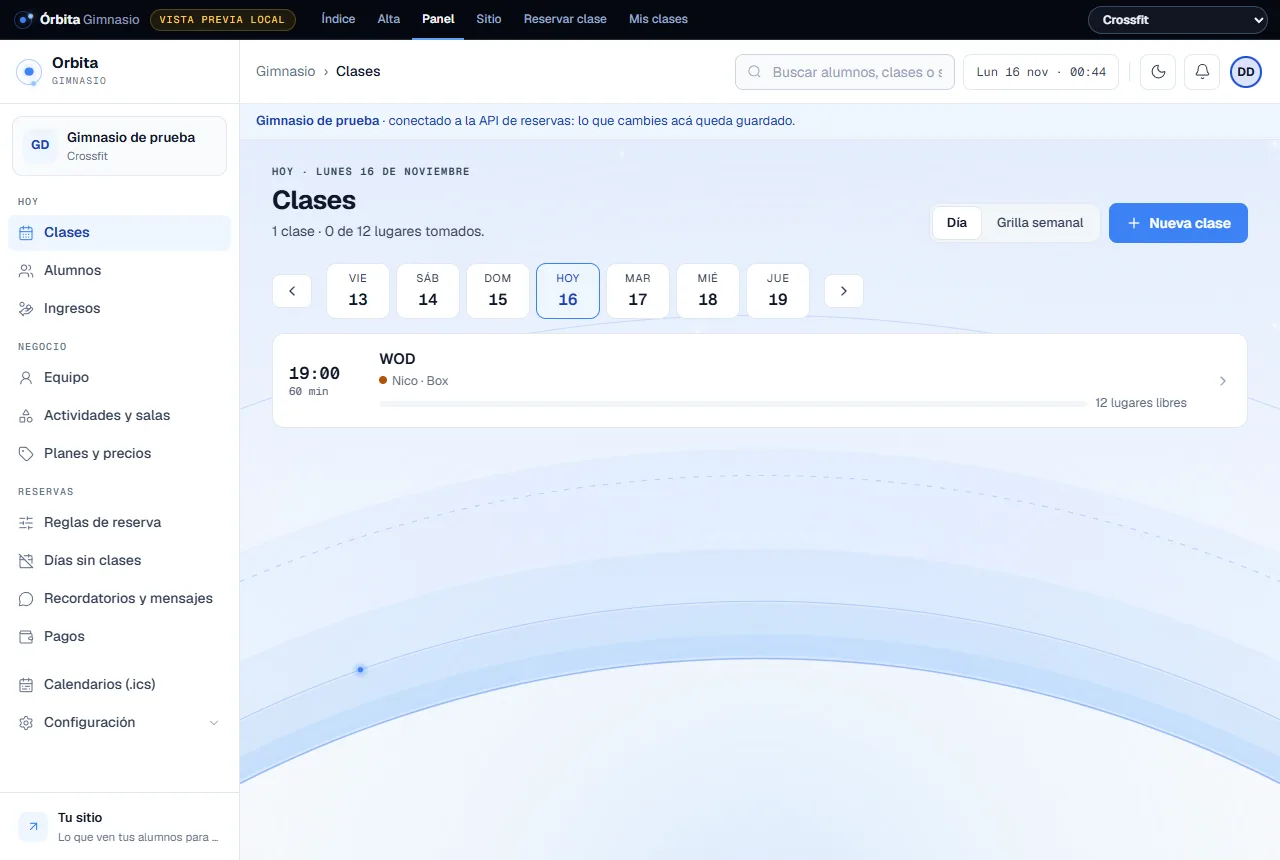 Órbita Gimnasio
VISTA PREVIA LOCAL
Índice
Alta
Panel
Sitio
Reservar clase
Mis clases
Crossfit
Orbita
GIMNASIO
Gimnasio › Clases
Buscar alumnos, clases o s
Lun 16 nov · 00:44
DD
GD
Gimnasio de prueba
Crossfit
HOY
Clases
Alumnos
Ingresos
NEGOCIO
Equipo
Actividades y salas
Planes y precios
RESERVAS
Reglas de reserva
Días sin clases
Recordatorios y mensajes
Pagos
Calendarios (.ics)
Configuración
Tu sitio
Lo que ven tus alumnos para …
Gimnasio de prueba · conectado a la API de reservas: lo que cambies acá queda guardado.
HOY · LUNES 16 DE NOVIEMBRE
Clases
1 clase · 0 de 12 lugares tomados.
Día
Grilla semanal
+ Nueva clase
VIE
13
SÁB
14
DOM
15
HOY
16
MAR
17
MIÉ
18
JUE
19
19:00
60 min
WOD
Nico · Box
12 lugares libres